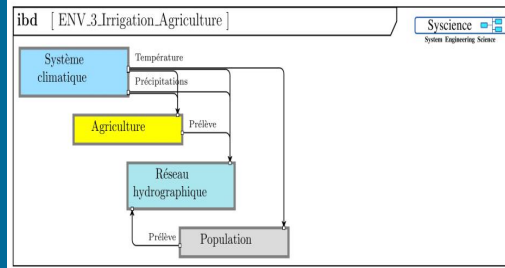 ibd [ ENV_3_Irrigation_Agriculture ]
Syscience
System Engineering Science
Système
climatique
Température
Précipitations
Agriculture
Prélève
Réseau
hydrographique
Prélève
Population